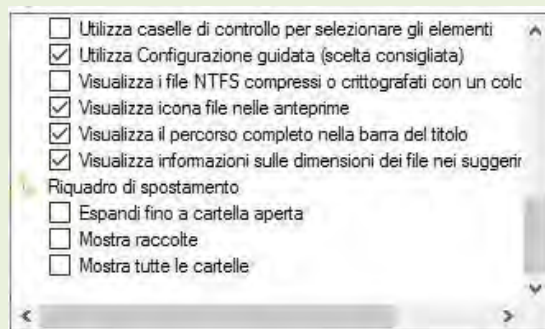 Utilizza caselle di controllo per selezionare gli elementi
Utilizza Configurazione guidata (scelta consigliata)
Visualizza i file NTFS compressi o crittografati con un colo
Visualizza icona file nelle anteprime
Visualizza il percorso completo nella barra del titolo
Visualizza informazioni sulle dimensioni dei file nei suggerir
Riquadro di spostamento
Espandi fino a cartella aperta
Mostra raccolte
Mostra tutte le cartelle